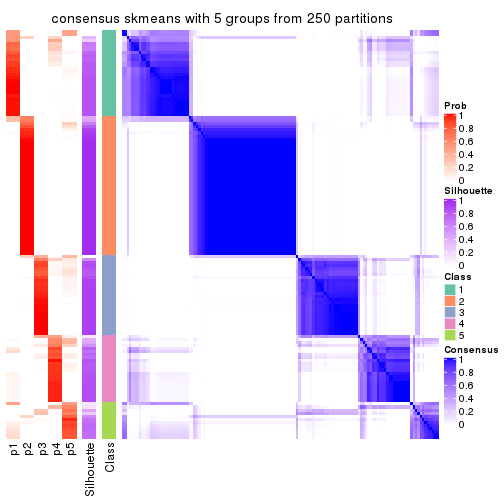 consensus skmeans with 5 groups from 250 partitions
Prob
1
0.8
0.6
0.4
0.2
0
Silhouette
1
0.8
0.6
0.4
0.2
0
Class
1
2
3
4
5
Consensus
1
0.8
0.6
0.4
0.2
0
p1
p2
p3
p4
p5
Silhouette
Class